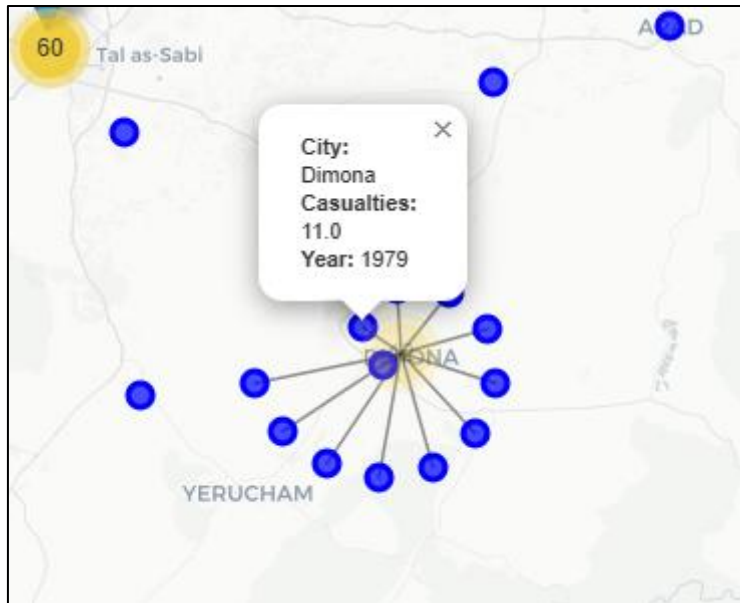 60
Tal as-Sabi
City:
Dimona
Casualties:
11.0
Year: 1979
YERUCHAM